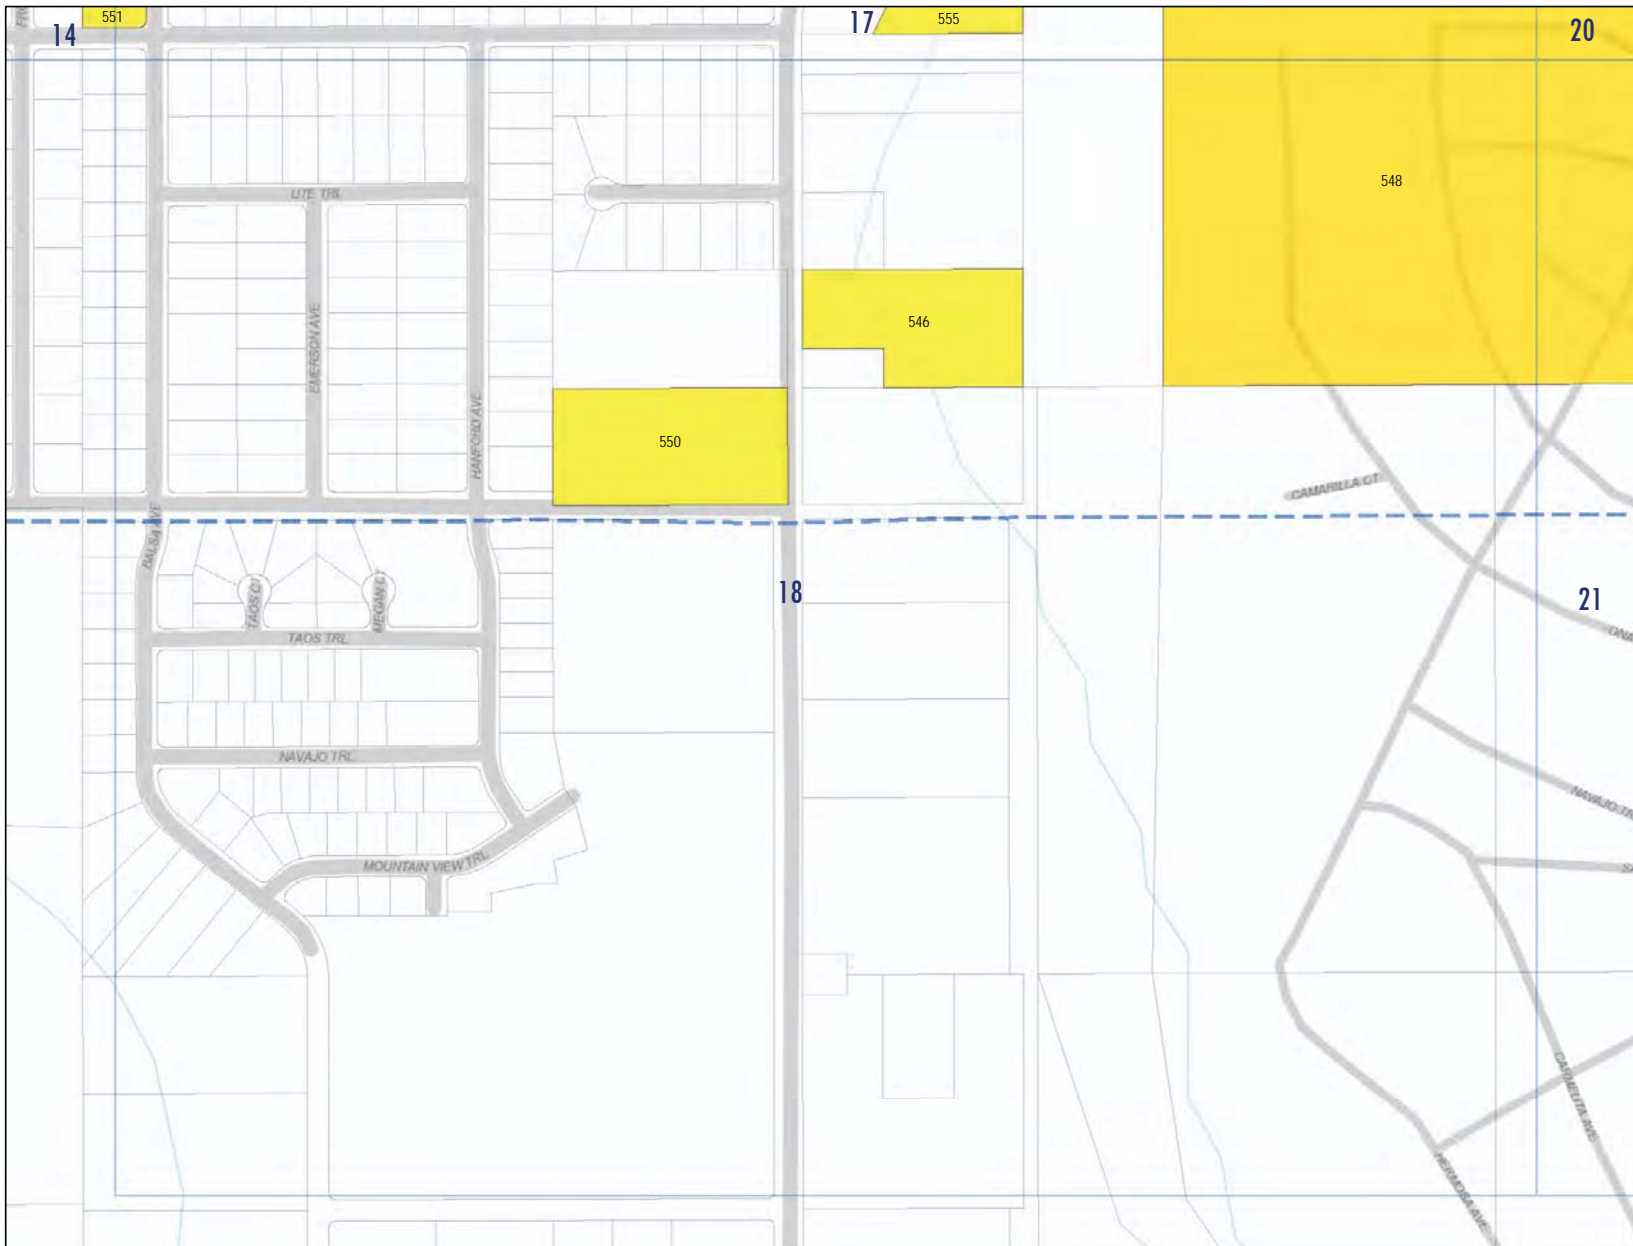 551
14
17
555
20
548
UTE TRL
546
EMERSON AVE
HANFORD AVE
550
CAMARILLA CT
BALSA AVE
TAOS CT
MEGAN CT
18
21
TAOS TRL
NAVAJO TRL
NAVAJO
MOUNTAIN VIEW TRL
CARMELITA AVE
HERMOSA AVE